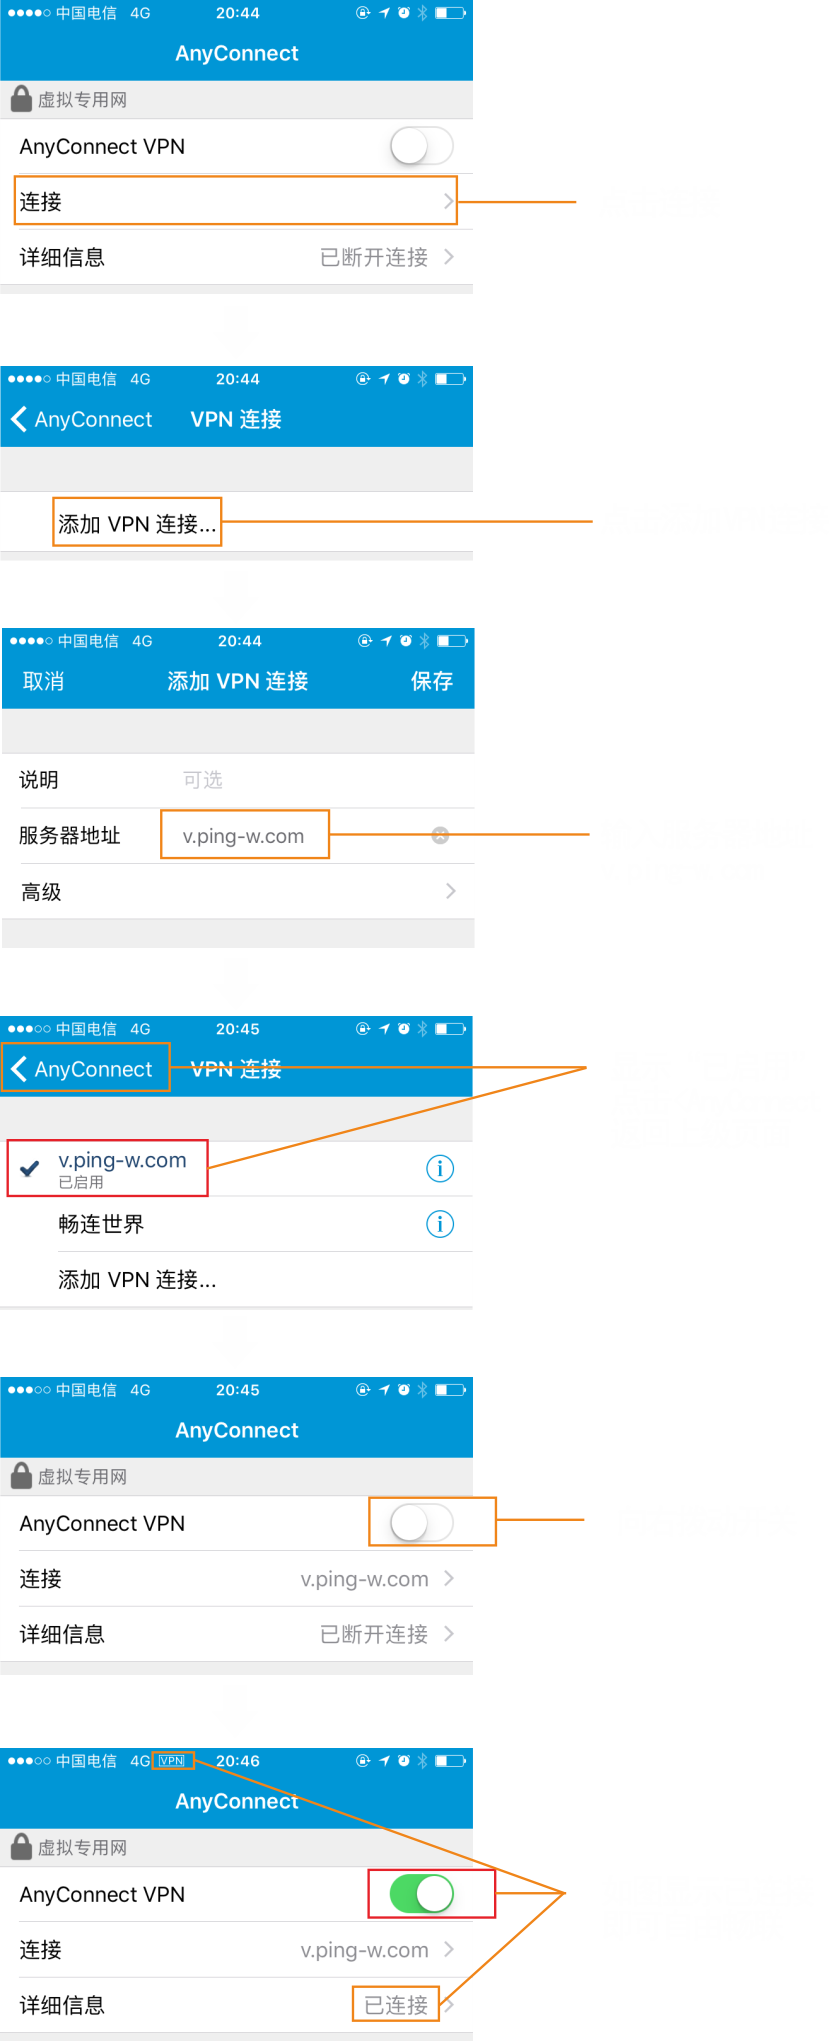 中国电信 4G 20:44
AnyConnect
虚拟专用网
AnyConnect VPN
连接
详细信息 已断开连接
中国电信 4G 20:44
AnyConnect VPN 连接
添加 VPN 连接...
中国电信 4G 20:44
取消 添加 VPN 连接 保存
说明 可选
服务器地址 v.ping-w.com
高级
中国电信 4G 20:45
AnyConnect VPN 连接
v.ping-w.com
已启用
畅连世界
添加 VPN 连接...
中国电信 4G 20:45
AnyConnect
虚拟专用网
AnyConnect VPN
连接 v.ping-w.com
详细信息 已断开连接
中国电信 4G VPN 20:46
AnyConnect
虚拟专用网
AnyConnect VPN
连接 v.ping-w.com
详细信息 已连接